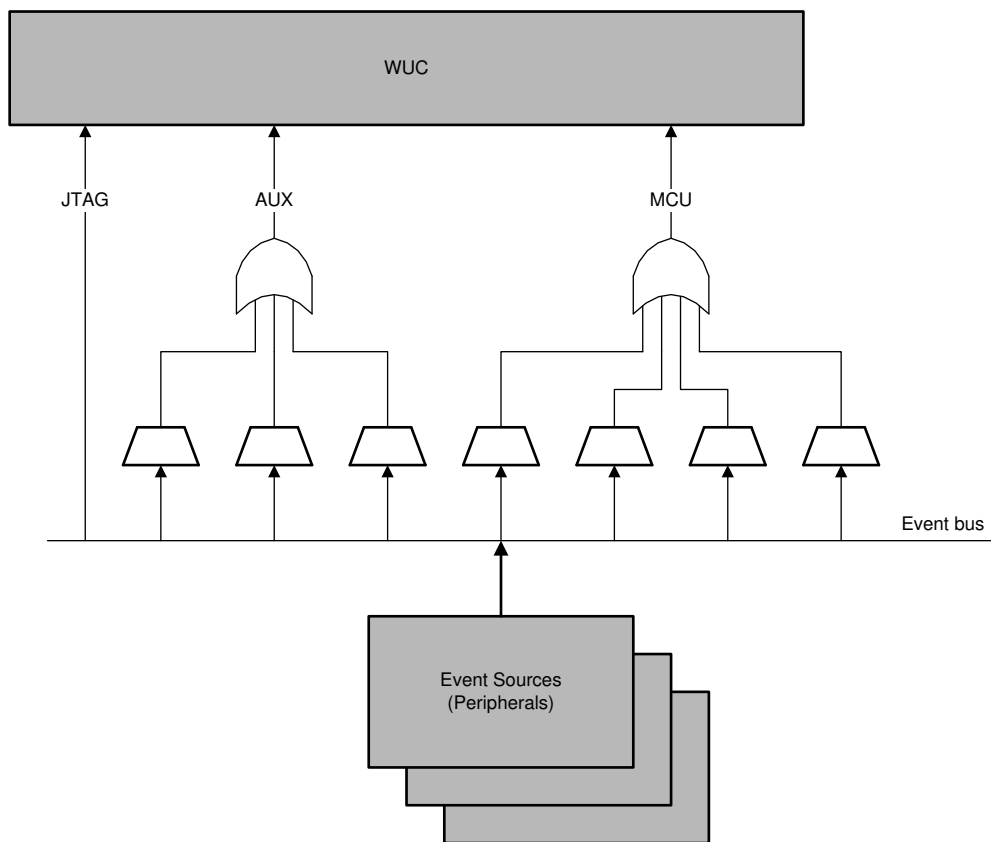 WUC
JTAG
AUX
MCU
Event bus
Event Sources
(Peripherals)